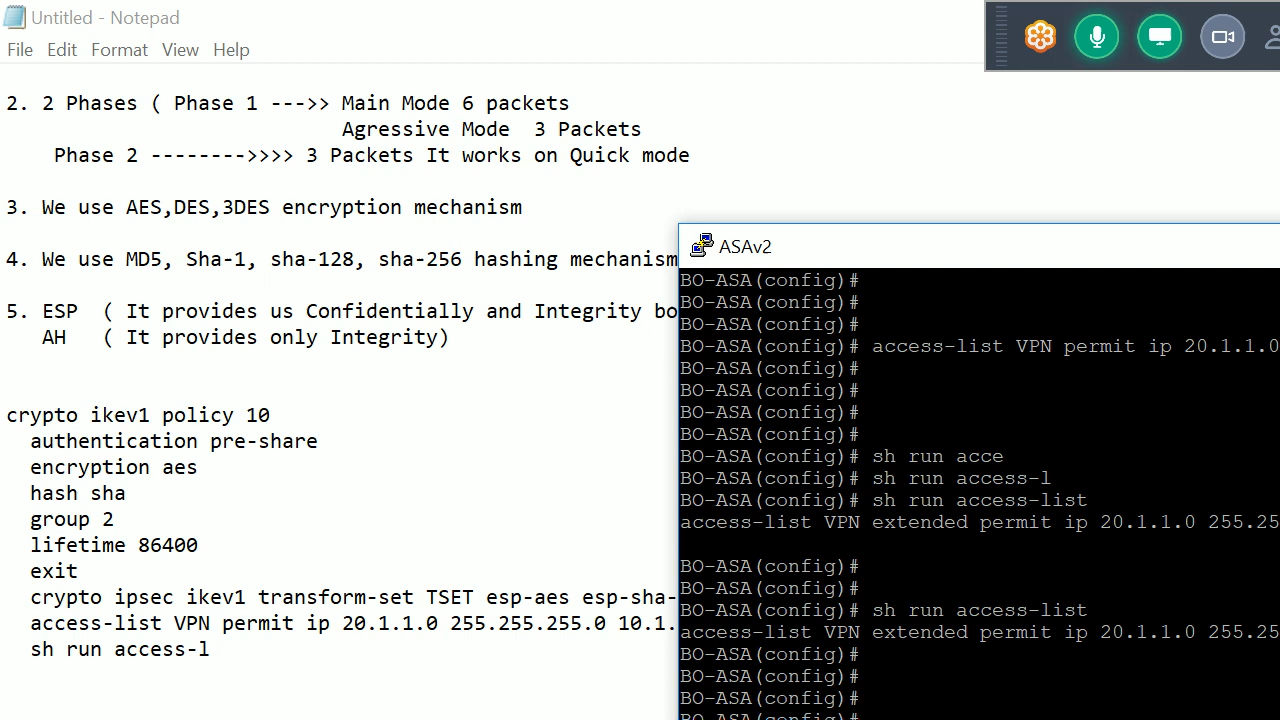 Untitled - Notepad
File Edit Format View Help
2. 2 Phases ( Phase 1 --->> Main Mode 6 packets
Agressive Mode 3 Packets
Phase 2 -------->>>> 3 Packets It works on Quick mode
3. We use AES,DES,3DES encryption mechanism
4. We use MD5, Sha-1, sha-128, sha-256 hashing mechanism
5. ESP ( It provides us Confidentially and Integrity bo
AH ( It provides only Integrity)
crypto ikev1 policy 10
authentication pre-share
encryption aes
hash sha
group 2
lifetime 86400
exit
crypto ipsec ikev1 transform-set TSET esp-aes esp-sha-
access-list VPN permit ip 20.1.1.0 255.255.255.0 10.1.
sh run access-l
ASAv2
BO-ASA(config)#
BO-ASA(config)#
BO-ASA(config)#
BO-ASA(config)# access-list VPN permit ip 20.1.1.0
BO-ASA(config)#
BO-ASA(config)#
BO-ASA(config)#
BO-ASA(config)#
BO-ASA(config)# sh run acce
BO-ASA(config)# sh run access-l
BO-ASA(config)# sh run access-list
access-list VPN extended permit ip 20.1.1.0 255.25
BO-ASA(config)#
BO-ASA(config)#
BO-ASA(config)# sh run access-list
access-list VPN extended permit ip 20.1.1.0 255.25
BO-ASA(config)#
BO-ASA(config)#
BO-ASA(config)#
BO-ASA(config)#